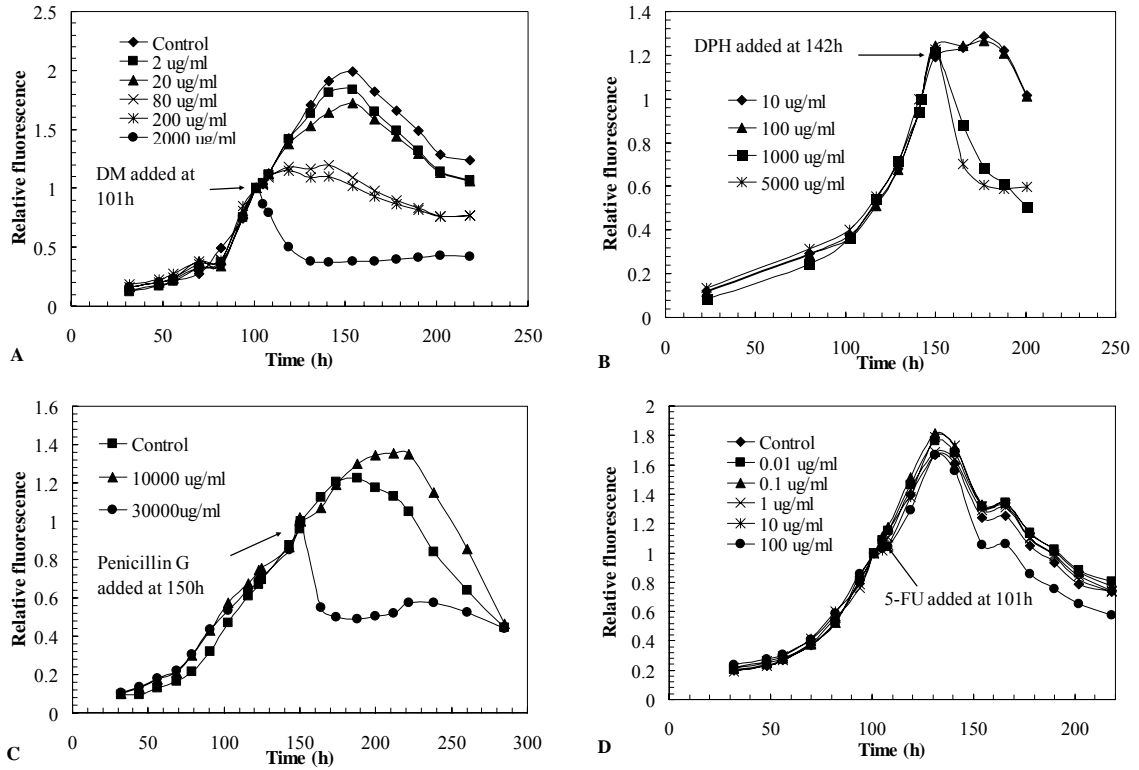 2.5
2
1.5
1
0.5
0
Relative fluorescence
Control
2 ug/ml
20 ug/ml
80 ug/ml
200 ug/ml
2000 ug/ml
DM added at
101h
0 50 100 150 200 250
Time (h)
A
1.4
1.2
1
0.8
0.6
0.4
0.2
0
Relative fluorescence
DPH added at 142h
10 ug/ml
100 ug/ml
1000 ug/ml
5000 ug/ml
0 50 100 150 200 250
Time (h)
B
1.6
1.4
1.2
1
0.8
0.6
0.4
0.2
0
Relative fluorescence
Control
10000 ug/ml
30000ug/ml
Penicillin G
added at 150h
0 50 100 150 200 250 300
Time (h)
C
2
1.8
1.6
1.4
1.2
1
0.8
0.6
0.4
0.2
0
Relative fluorescence
Control
0.01 ug/ml
0.1 ug/ml
1 ug/ml
10 ug/ml
100 ug/ml
5-FU added at 101h
0 50 100 150 200
Time (h)
D